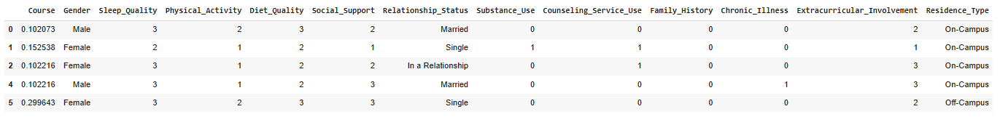 Course Gender Sleep_Quality Physical_Activity Diet_Quality Social_Support Relationship_Status Substance_Use Counseling_Service_Use Family_History Chronic_Illness Extracurricular_Involvement Residence_Type
0 0.102073 Male 3 2 3 2 Married 0 0 0 0 2 On-Campus
1 0.152538 Female 2 1 2 1 Single 1 1 0 0 1 On-Campus
2 0.102216 Female 3 1 2 2 In a Relationship 0 1 0 0 3 On-Campus
4 0.102216 Male 3 1 2 3 Married 0 0 0 1 3 On-Campus
5 0.299643 Female 3 2 3 3 Single 0 0 0 0 2 Off-Campus